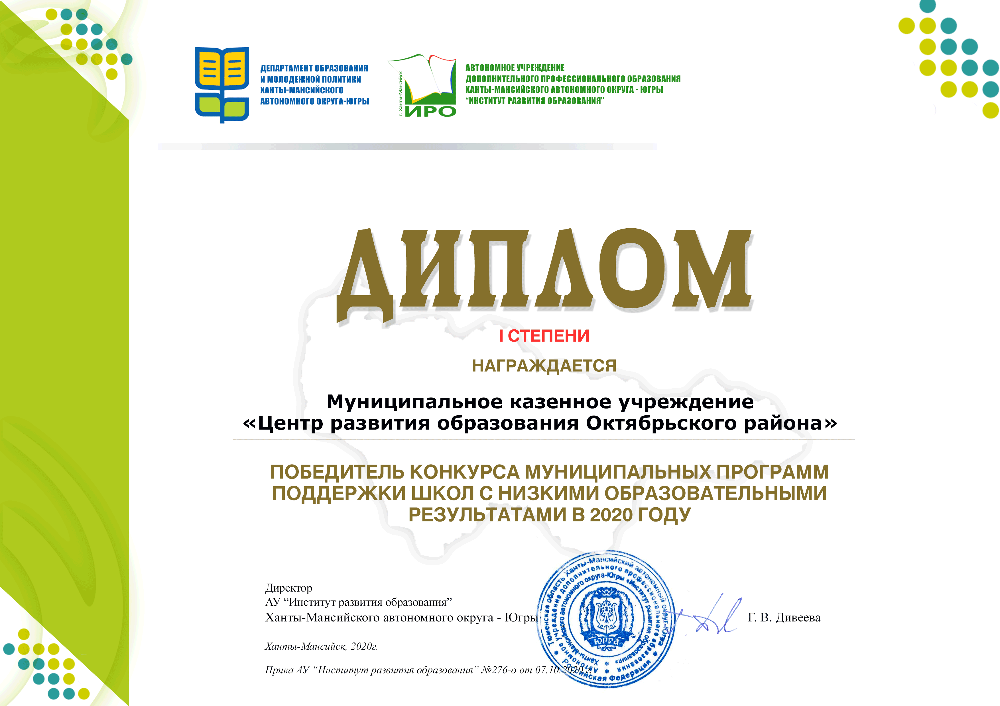 ДЕПАРТАМЕНТ ОБРАЗОВАНИЯ
И МОЛОДЕЖНОЙ ПОЛИТИКИ
ХАНТЫ-МАНСИЙСКОГО
АВТОНОМНОГО ОКРУГА-ЮГРЫ
г. Ханты-Мансийск
ИРО
АВТОНОМНОЕ УЧРЕЖДЕНИЕ
ДОПОЛНИТЕЛЬНОГО ПРОФЕССИОНАЛЬНОГО ОБРАЗОВАНИЯ
ХАНТЫ-МАНСИЙСКОГО АВТОНОМНОГО ОКРУГА - ЮГРЫ
“ИНСТИТУТ РАЗВИТИЯ ОБРАЗОВАНИЯ”
ДИПЛОМ
I СТЕПЕНИ
НАГРАЖДАЕТСЯ
Муниципальное казенное учреждение
«Центр развития образования Октябрьского района»
ПОБЕДИТЕЛЬ КОНКУРСА МУНИЦИПАЛЬНЫХ ПРОГРАММ
ПОДДЕРЖКИ ШКОЛ С НИЗКИМИ ОБРАЗОВАТЕЛЬНЫМИ
РЕЗУЛЬТАТАМИ В 2020 ГОДУ
Директор
АУ “Институт развития образования”
Ханты-Мансийского автономного округа - Югры
Г. В. Дивеева
Ханты-Мансийск, 2020г.
Прика АУ “Институт развития образования” №276-о от 07.10.2020 г.
Тюменская область Ханты-Мансийский автономный округ-Югра
Российская Федерация
Автономное учреждение дополнительного профессионального образования
Ханты-Мансийского автономного округа-Югры «Институт развития образования»
ЮГРА